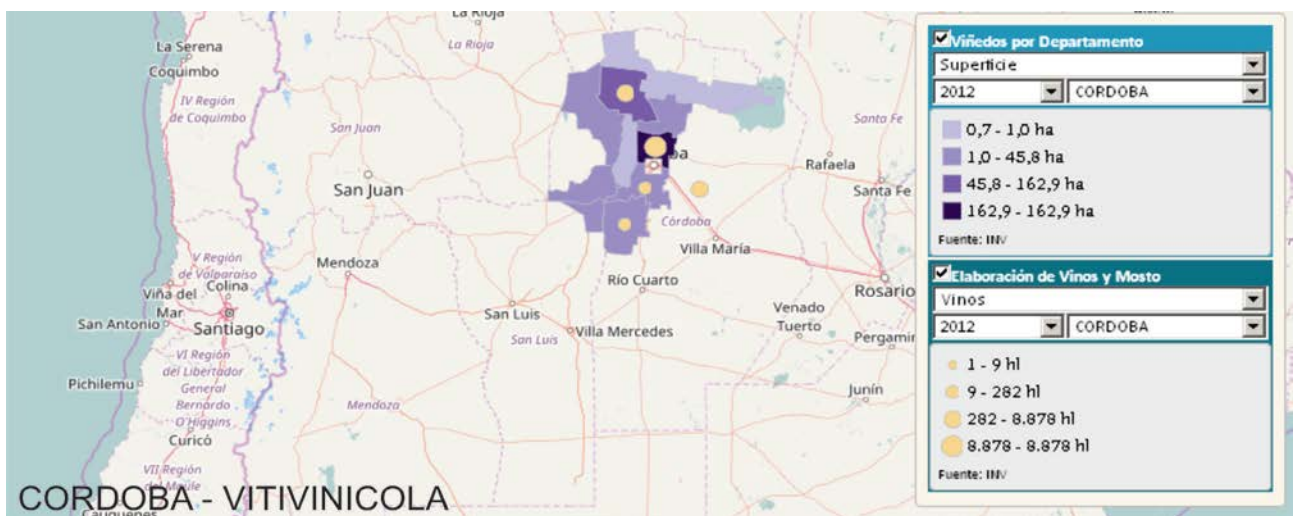 La Rioja
La Serena
Coquimbo
La Rioja
IV Región
de Coquimbo
San Juan
Santa Fe
ba
Rafaela
San Juan
Santa Fe
Córdoba
Villa María
V Región
de Valparaíso
Mendoza
Viña del
Mar
Colina
Río Cuarto
Rosario
San Antonio
Santiago
San Luis
San Luis
Villa Mercedes
Venado
Tuerto
Pergamin
VI Región
del Libertador
General
Bernardo
O'Higgins
Pichilemu
Junín
Mendoza
Curicó
VII Región
del Maule
Cauquenes
CORDOBA - VITIVINICOLA
Viñedos por Departamento
Superficie
2012 CORDOBA
0,7 - 1,0 ha
1,0 - 45,8 ha
45,8 - 162,9 ha
162,9 - 162,9 ha
Fuente: INV
Elaboración de Vinos y Mosto
Vinos
2012 CORDOBA
1 - 9 hl
9 - 282 hl
282 - 8.878 hl
8.878 - 8.878 hl
Fuente: INV